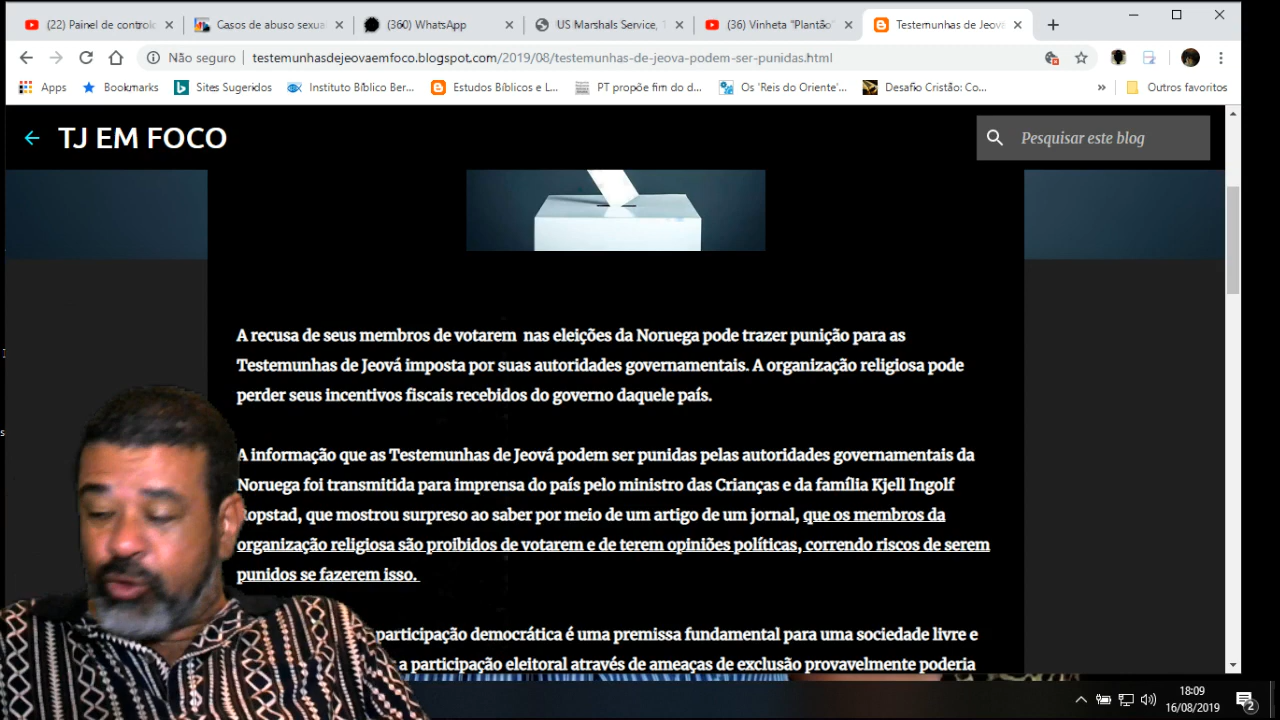 (22) Painel de controle
Casos de abuso sexua
(360) WhatsApp
US Marshals Service, 1
(36) Vinheta "Plantão
Testemunhas de Jeova
Não seguro
testemunhasdejeovaemfoco.blogspot.com/2019/08/testemunhas-de-jeova-podem-ser-punidas.html
Apps
Bookmarks
Sites Sugeridos
Instituto Bíblico Ber...
Estudos Bíblicos e L...
PT propõe fim do d...
Os 'Reis do Oriente'...
Desafio Cristão: Co...
»
Outros favoritos
TJ EM FOCO
Pesquisar este blog
A recusa de seus membros de votarem nas eleições da Noruega pode trazer punição para as
Testemunhas de Jeová imposta por suas autoridades governamentais. A organização religiosa pode
perder seus incentivos fiscais recebidos do governo daquele país.
A informação que as Testemunhas de Jeová podem ser punidas pelas autoridades governamentais da
Noruega foi transmitida para imprensa do país pelo ministro das Crianças e da família Kjell Ingolf
Ropstad, que mostrou surpreso ao saber por meio de um artigo de um jornal, que os membros da
organização religiosa são proibidos de votarem e de terem opiniões políticas, correndo riscos de serem
punidos se fazerem isso.
participação democrática é uma premissa fundamental para uma sociedade livre e
a participação eleitoral através de ameaças de exclusão provavelmente poderia
18:09
16/08/2019
2